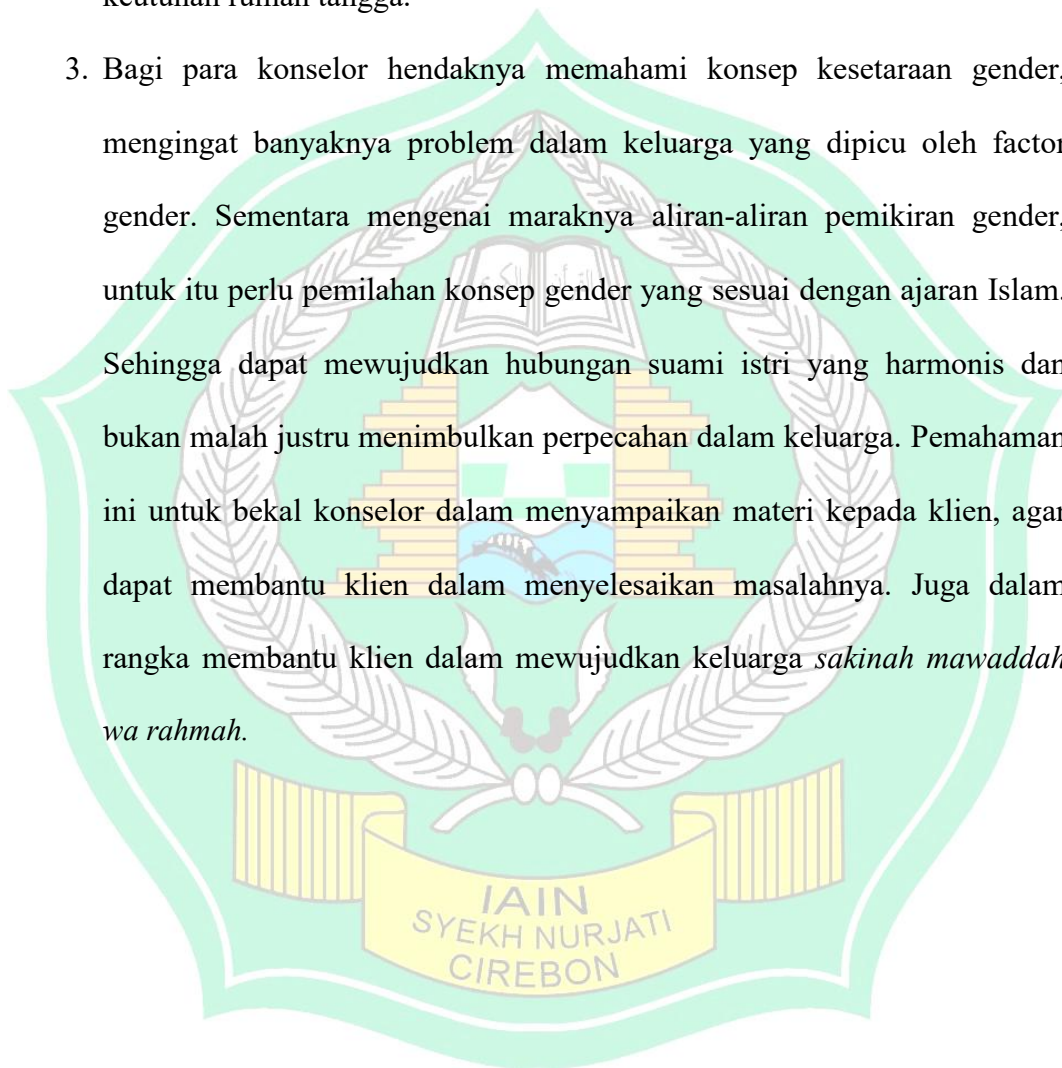 keutuhan rumah tangga.
3. Bagi para konselor hendaknya memahami konsep kesetaraan gender,
mengingat banyaknya problem dalam keluarga yang dipicu oleh factor
gender. Sementara mengenai maraknya aliran-aliran pemikiran gender,
untuk itu perlu pemilahan konsep gender yang sesuai dengan ajaran Islam.
Sehingga dapat mewujudkan hubungan suami istri yang harmonis dan
bukan malah justru menimbulkan perpecahan dalam keluarga. Pemahaman
ini untuk bekal konselor dalam menyampaikan materi kepada klien, agar
dapat membantu klien dalam menyelesaikan masalahnya. Juga dalam
rangka membantu klien dalam mewujudkan keluarga sakinah mawaddah
wa rahmah.
IAIN
SYEKH NURJATI
CIREBON